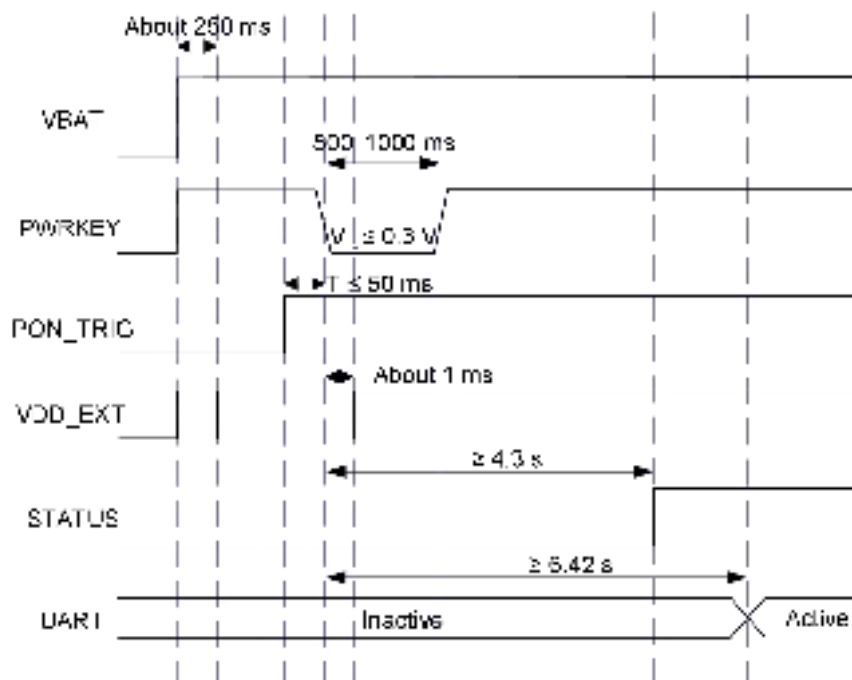 About 250 ms
VBAT
500 1000 ms
PWRKEY
V ≤ 0.3 V
T ≤ 50 ms
PON_TRIG
About 1 ms
VDD_EXT
≥ 4.3 s
STATUS
≥ 6.42 s
UART
Inactive
Active